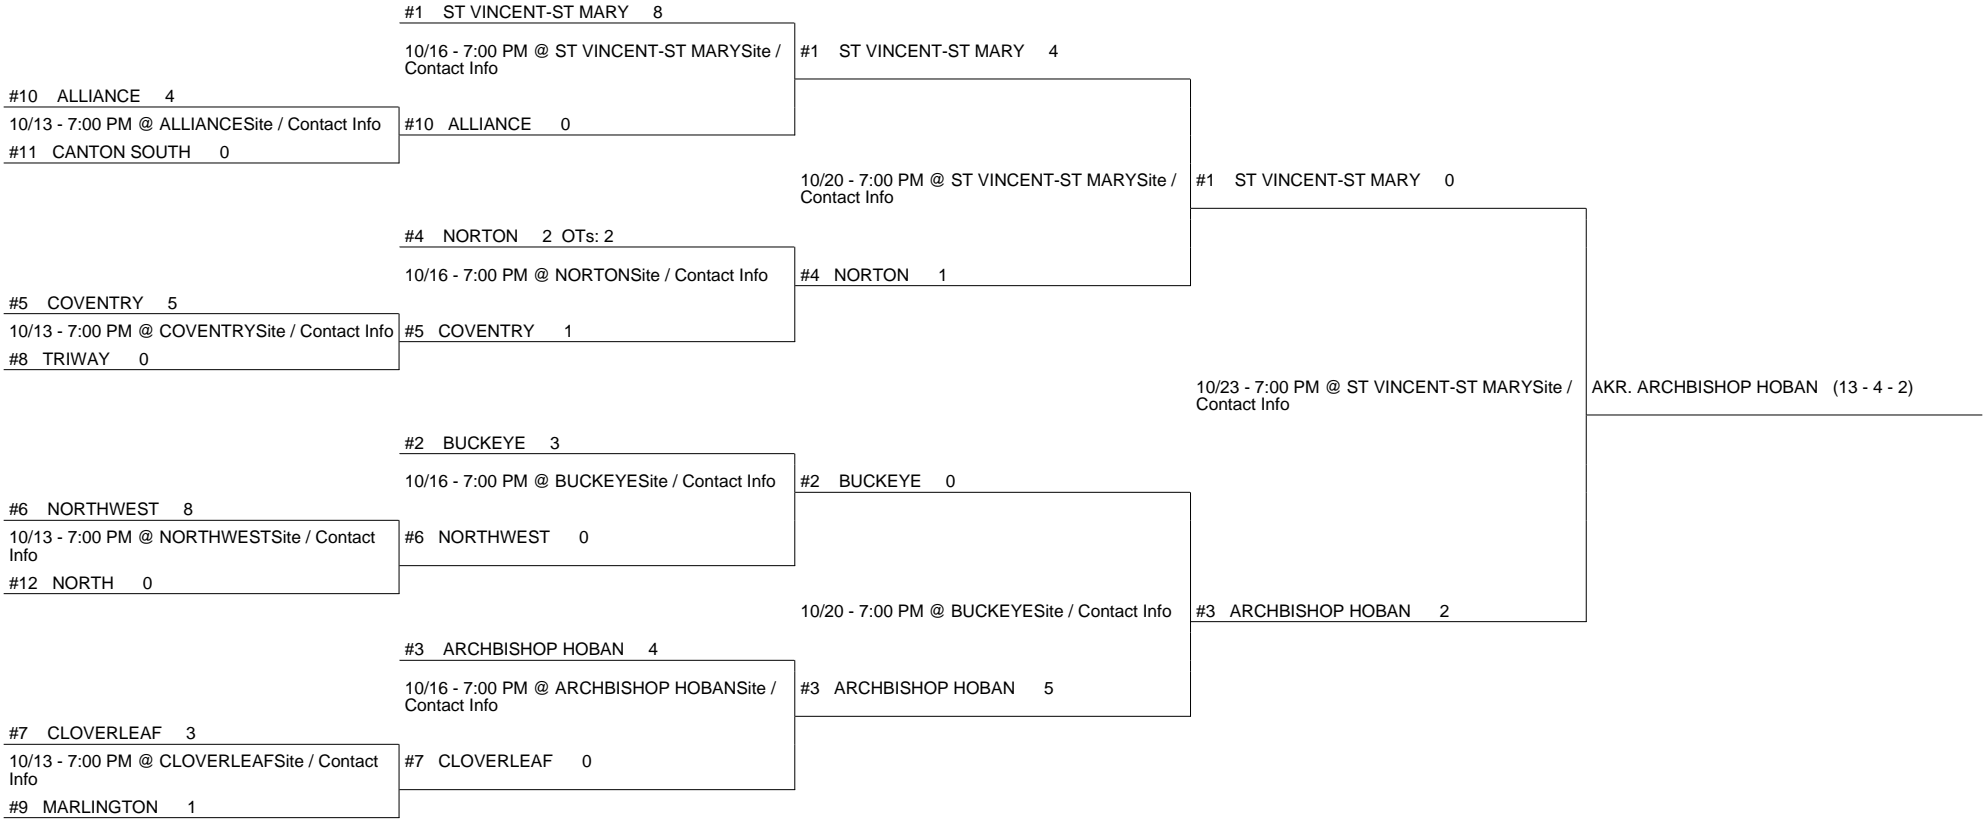 #1 ST VINCENT-ST MARY 8
10/16 - 7:00 PM @ ST VINCENT-ST MARYSite /
Contact Info
#1 ST VINCENT-ST MARY 4
#10 ALLIANCE 4
10/13 - 7:00 PM @ ALLIANCESite / Contact Info
#10 ALLIANCE 0
#11 CANTON SOUTH 0
10/20 - 7:00 PM @ ST VINCENT-ST MARYSite /
Contact Info
#1 ST VINCENT-ST MARY 0
#4 NORTON 2 OTs: 2
10/16 - 7:00 PM @ NORTONSite / Contact Info
#4 NORTON 1
#5 COVENTRY 5
10/13 - 7:00 PM @ COVENTRYSite / Contact Info
#5 COVENTRY 1
#8 TRIWAY 0
10/23 - 7:00 PM @ ST VINCENT-ST MARYSite /
Contact Info
AKR. ARCHBISHOP HOBAN (13 - 4 - 2)
#2 BUCKEYE 3
10/16 - 7:00 PM @ BUCKEYESite / Contact Info
#2 BUCKEYE 0
#6 NORTHWEST 8
10/13 - 7:00 PM @ NORTHWESTSite / Contact
Info
#6 NORTHWEST 0
#12 NORTH 0
10/20 - 7:00 PM @ BUCKEYESite / Contact Info
#3 ARCHBISHOP HOBAN 2
#3 ARCHBISHOP HOBAN 4
10/16 - 7:00 PM @ ARCHBISHOP HOBANSite /
Contact Info
#3 ARCHBISHOP HOBAN 5
#7 CLOVERLEAF 3
10/13 - 7:00 PM @ CLOVERLEAFSite / Contact
Info
#7 CLOVERLEAF 0
#9 MARLINGTON 1